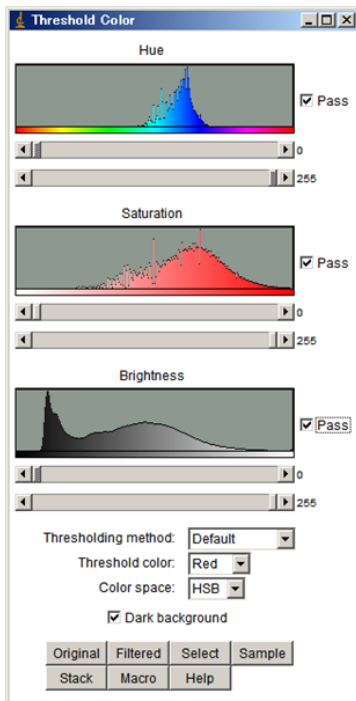 Threshold Color
Hue
Pass
0
255
Saturation
Pass
0
255
Brightness
Pass
0
255
Thresholding method: Default
Threshold color: Red
Color space: HSB
Dark background
Original Filtered Select Sample
Stack Macro Help